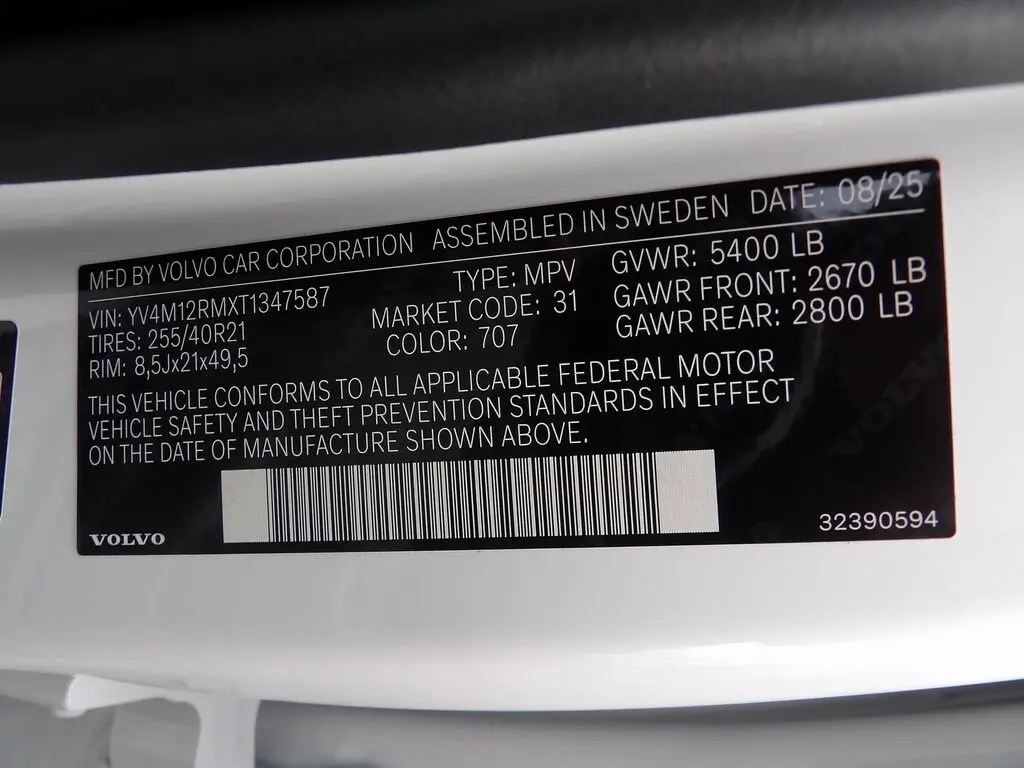 MFD BY VOLVO CAR CORPORATION ASSEMBLED IN SWEDEN DATE: 08/25
VIN: YV4M12RMXT1347587 TYPE: MPV GVWR: 5400 LB
TIRES: 255/40R21 MARKET CODE: 31 GAWR FRONT: 2670 LB
RIM: 8,5Jx21x49,5 COLOR: 707 GAWR REAR: 2800 LB
THIS VEHICLE CONFORMS TO ALL APPLICABLE FEDERAL MOTOR
VEHICLE SAFETY AND THEFT PREVENTION STANDARDS IN EFFECT
ON THE DATE OF MANUFACTURE SHOWN ABOVE.
VOLVO 32390594